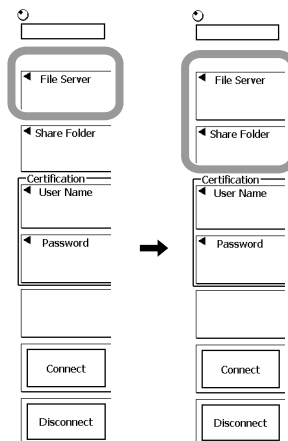 File Server
Share Folder
Certification
User Name
Password
Connect
Disconnect
File Server
Share Folder
Certification
User Name
Password
Connect
Disconnect